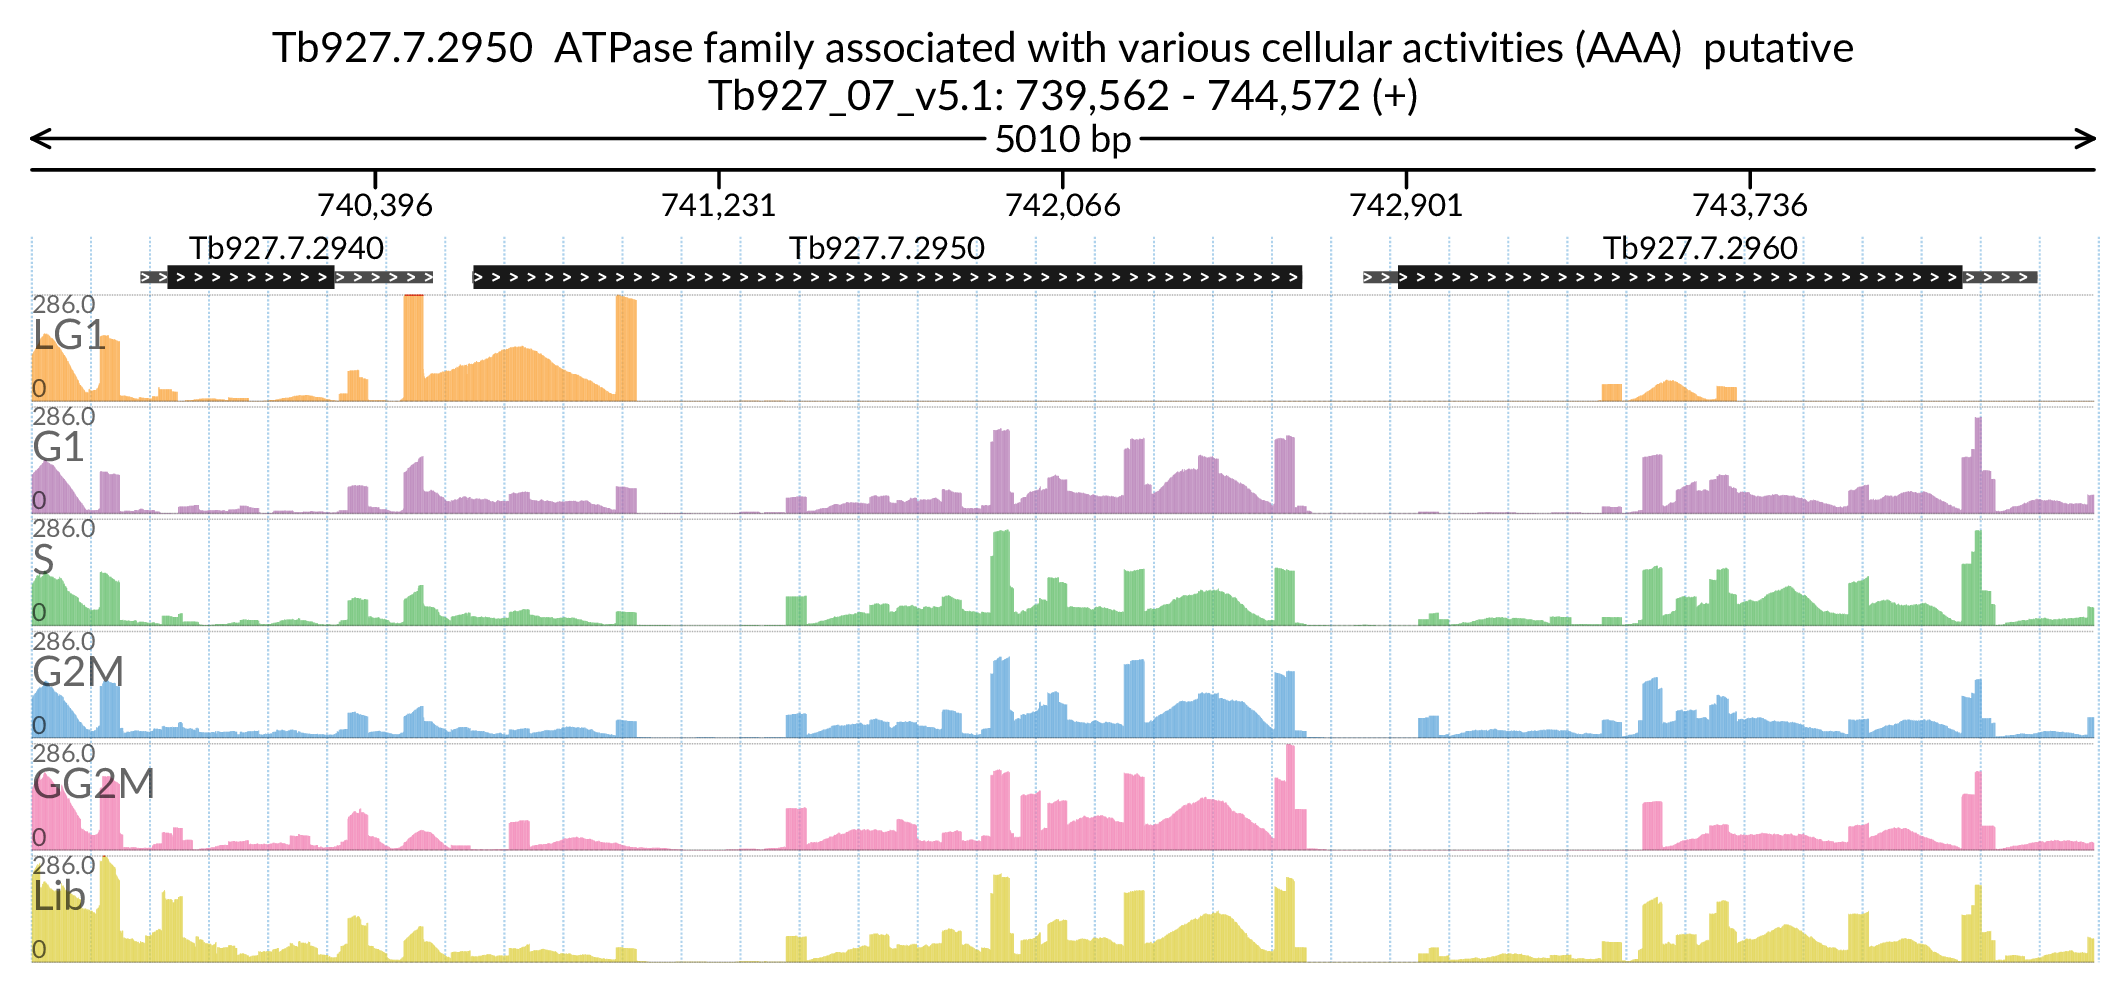 Tb927.7.2950  ATPase family associated with various cellular activities (AAA)  putative
Tb927_07_v5.1: 739,562 - 744,572 (+)
5010 bp
740,396 741,231 742,066 742,901 743,736
Tb927.7.2940 Tb927.7.2950 Tb927.7.2960
286.0
LG1
0
286.0
G1
0
286.0
S
0
286.0
G2M
0
286.0
GG2M
0
286.0
Lib
0